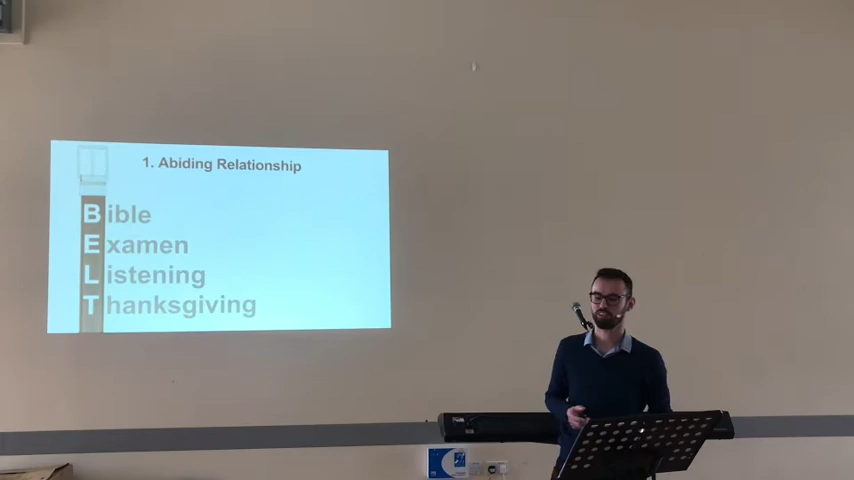 1. Abiding Relationship
Bible
Examen
Listening
Thanksgiving